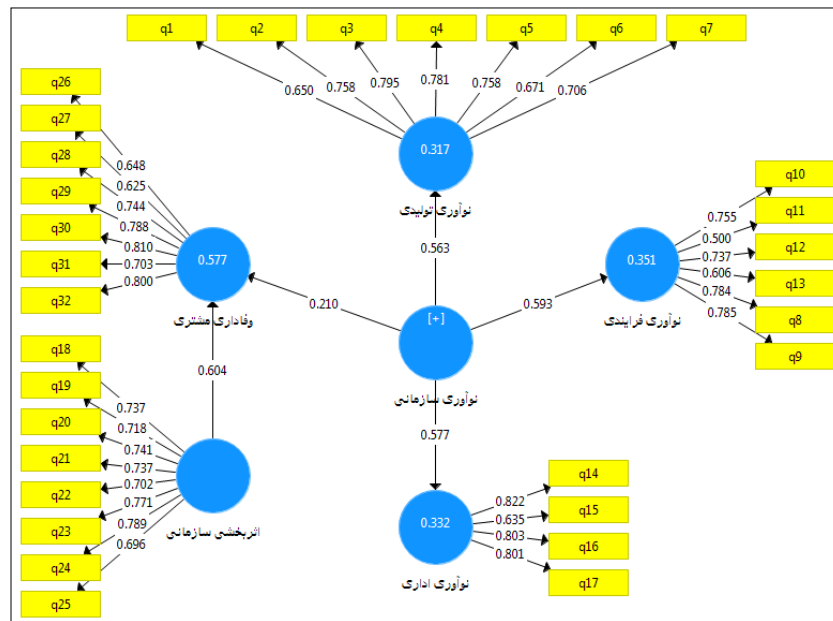 q1
q2
q3
q4
q5
q6
q7
0.650
0.758
0.795
0.781
0.758
0.671
0.706
0.317
نوآوری تولیدی
q26
q27
q28
q29
q30
q31
q32
0.648
0.625
0.744
0.788
0.810
0.703
0.800
0.577
وفاداری مشتری
q10
q11
q12
q13
q8
q9
0.755
0.500
0.737
0.606
0.784
0.785
0.351
نوآوری فرایندی
0.563
0.210
0.593
[+]
نوآوری سازمانی
0.604
0.577
q18
q19
q20
q21
q22
q23
q24
q25
0.737
0.718
0.741
0.737
0.702
0.771
0.789
0.696
اثربخشی سازمانی
q14
q15
q16
q17
0.822
0.635
0.803
0.801
0.332
نوآوری اداری